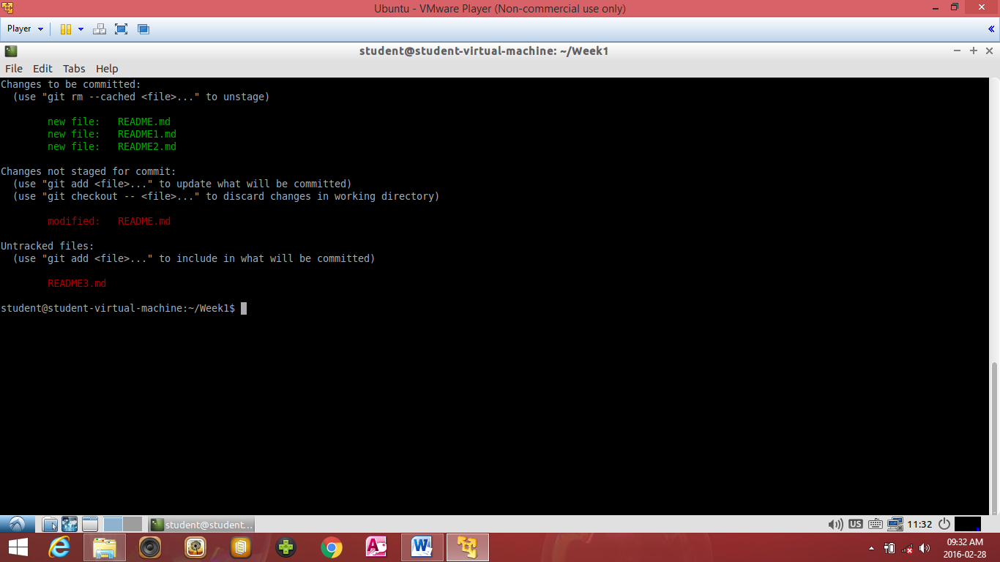 Ubuntu - VMware Player (Non-commercial use only)
Player
student@student-virtual-machine: ~/Week1
File Edit Tabs Help
Changes to be committed:
  (use "git rm --cached <file>..." to unstage)
        new file:   README.md
        new file:   README1.md
        new file:   README2.md
Changes not staged for commit:
  (use "git add <file>..." to update what will be committed)
  (use "git checkout -- <file>..." to discard changes in working directory)
        modified:   README.md
Untracked files:
  (use "git add <file>..." to include in what will be committed)
        README3.md
student@student-virtual-machine:~/Week1$
student@student... US 11:32
09:32 AM
2016-02-28